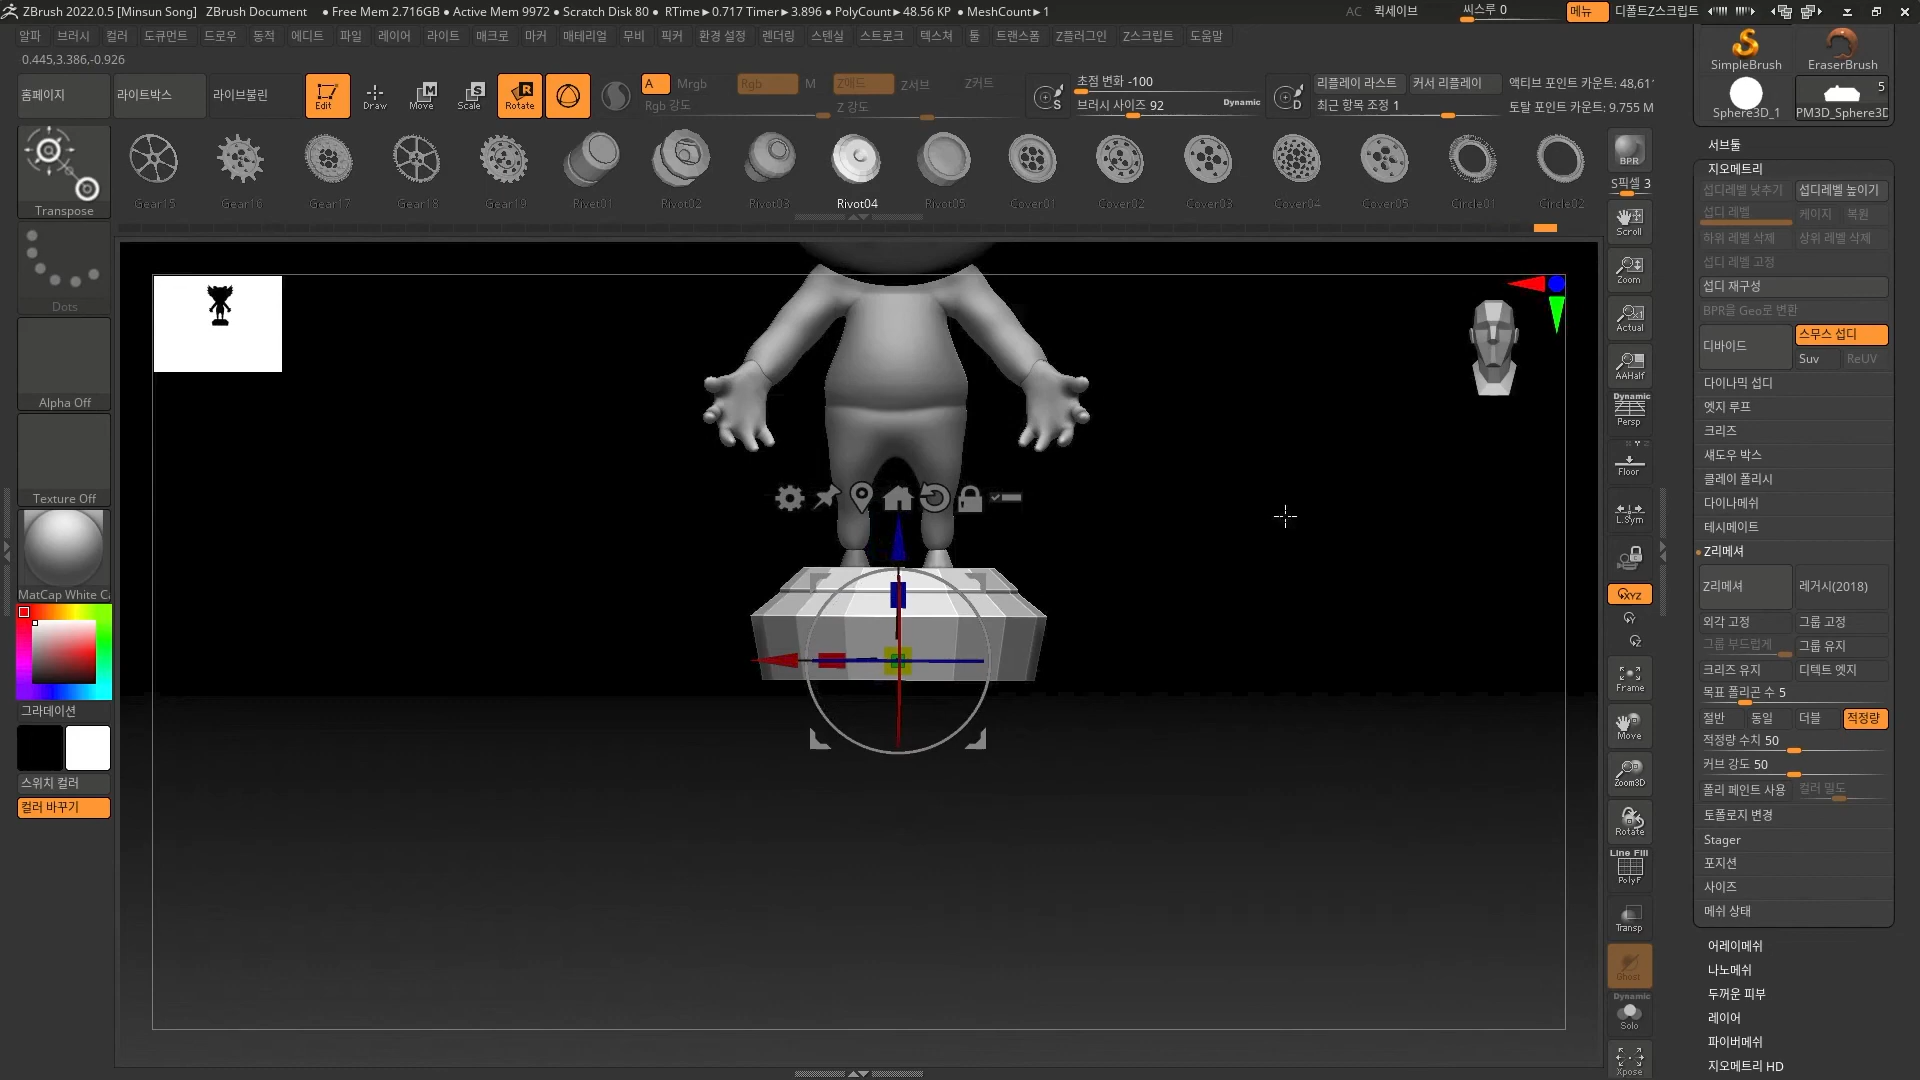 ZBrush 2022.0.5 [Minsun Song] ZBrush Document ● Free Mem 2.716GB ● Active Mem 9972 ● Scratch Disk 80 ● RTime►0.717 Timer►3.896 ● PolyCount►48.56 KP ● MeshCount►1 AC 퀵세이브 씨스루 0 메뉴 디폴트Z스크립트
알파 브러시 컬러 도큐먼트 드로우 동적 에디트 파일 레이어 라이트 매크로 마커 매테리얼 무비 픽커 환경 설정 렌더링 스텐실 스트로크 텍스쳐 툴 트랜스폼 Z플러그인 Z스크립트 도움말
0.445,3.386,-0.926
홈페이지 라이트박스 라이브불린 Edit Draw Move Scale Rotate
A Mrgb Rgb M Z애드 Z서브 Z커트
Rgb 강도 Z 강도
초점 변화 -100
브러시 사이즈 92 Dynamic
S D
리플레이 라스트 커서 리플레이 액티브 포인트 카운트: 48,61
최근 항목 조정 1 토탈 포인트 카운트: 9.755 M
SimpleBrush EraserBrush
Sphere3D_1 5 PM3D_Sphere3D
Gear15 Gear16 Gear17 Gear18 Gear19 Rivot01 Rivot02 Rivot03 Rivot04 Rivot05 Cover01 Cover02 Cover03 Cover04 Cover05 Circle01 Circle02
Transpose
Dots
Alpha Off
Texture Off
MatCap White Ca
그라데이션
스위치 컬러
컬러 바꾸기
BPR
S픽셀 3
Scroll
Zoom
Actual
AAHalf
Dynamic
Persp
Floor
L.Sym
XYZ
Y
Z
Frame
Move
Zoom3D
Rotate
Line Fill
PolyF
Transp
Ghost
Dynamic
Solo
Xpose
서브툴
지오메트리
섭디레벨 낮추기 섭디레벨 높이기
섭디 레벨 케이지 복원
하위 레벨 삭제 상위 레벨 삭제
섭디 레벨 고정
섭디 재구성
BPR을 Geo로 변환
디바이드 스무스 섭디
Suv ReUV
다이나믹 섭디
엣지 루프
크리즈
섀도우 박스
클레이 폴리시
다이나메쉬
테시메이트
Z리메셔
Z리메셔 레거시(2018)
외각 고정 그룹 고정
그룹 부드럽게 그룹 유지
크리즈 유지 디텍트 엣지
목표 폴리곤 수 5
절반 동일 더블 적정량
적정량 수치 50
커브 강도 50
폴리 페인트 사용 컬러 밀도
토폴로지 변경
Stager
포지션
사이즈
메쉬 상태
어레이메쉬
나노메쉬
두꺼운 피부
레이어
파이버메쉬
지오메트리 HD